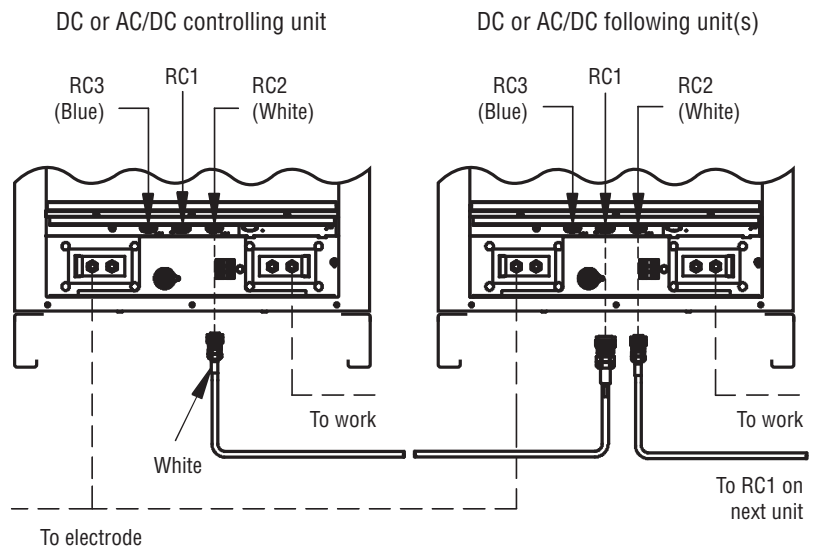 DC or AC/DC controlling unit
DC or AC/DC following unit(s)
RC3
(Blue)
RC1
RC2
(White)
RC3
(Blue)
RC1
RC2
(White)
To work
White
To electrode
To work
To RC1 on
next unit